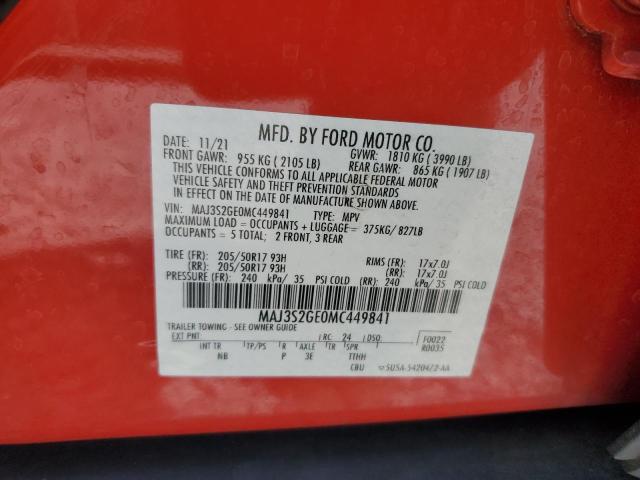 MFD. BY FORD MOTOR CO.
DATE: 11/21 GVWR: 1810 KG ( 3990 LB)
FRONT GAWR: 955 KG ( 2105 LB) REAR GAWR: 865 KG ( 1907 LB)
THIS VEHICLE CONFORMS TO ALL APPLICABLE FEDERAL MOTOR
VEHICLE SAFETY AND THEFT PREVENTION STANDARDS
IN EFFECT ON THE DATE OF MANUFACTURE SHOWN ABOVE.
VIN: MAJ3S2GE0MC449841 TYPE: MPV
MAXIMUM LOAD = OCCUPANTS + LUGGAGE = 375KG/ 827LB
OCCUPANTS = 5 TOTAL; 2 FRONT, 3 REAR
TIRE (FR): 205/50R17 93H RIMS (FR): 17x7.0J
(RR): 205/50R17 93H (RR): 17x7.0J
PRESSURE (FR): 240 kPa/ 35 PSI COLD (RR): 240 kPa/ 35 PSI COLD
MAJ3S2GE0MC449841
TRAILER TOWING - SEE OWNER GUIDE
EXT PNT: RC: 24 DSO: F0022
R0035
INT TR TP/PS R AXLE TR SPR
NB P 3E TTHH
CBU 5U5A-54204/2-AA